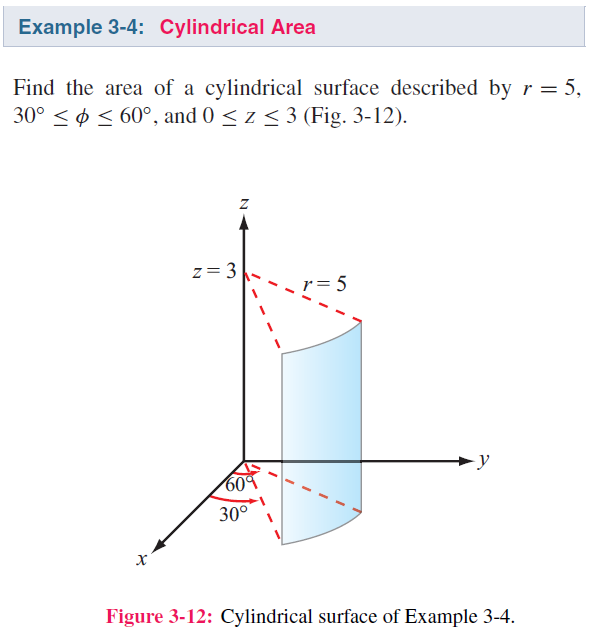 Example 3-4: Cylindrical Area
Find the area of a cylindrical surface described by r = 5,
30° ≤ ϕ ≤ 60°, and 0 ≤ z ≤ 3 (Fig. 3-12).
z
z = 3
r = 5
y
60°
30°
x
Figure 3-12: Cylindrical surface of Example 3-4.